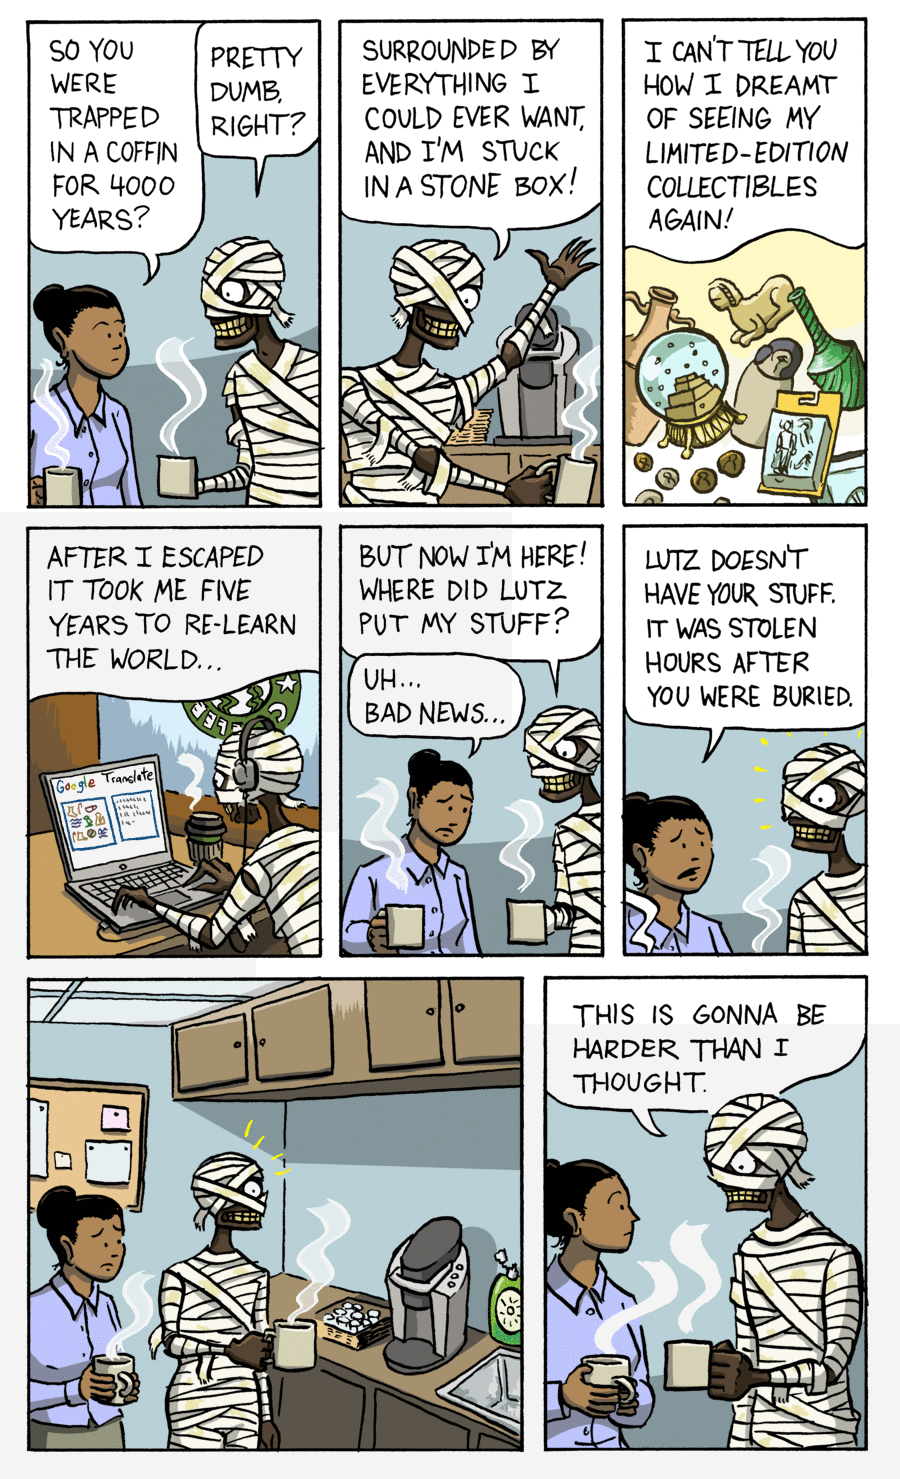 SO YOU
WERE
TRAPPED
IN A COFFIN
FOR 4000
YEARS?
PRETTY
DUMB,
RIGHT?
SURROUNDED BY
EVERYTHING I
COULD EVER WANT,
AND I'M STUCK
IN A STONE BOX!
I CAN'T TELL YOU
HOW I DREAMT
OF SEEING MY
LIMITED-EDITION
COLLECTIBLES
AGAIN!
AFTER I ESCAPED
IT TOOK ME FIVE
YEARS TO RE-LEARN
THE WORLD...
Google Translate
BUT NOW I'M HERE!
WHERE DID LUTZ
PUT MY STUFF?
UH...
BAD NEWS...
LUTZ DOESN'T
HAVE YOUR STUFF.
IT WAS STOLEN
HOURS AFTER
YOU WERE BURIED.
THIS IS GONNA BE
HARDER THAN I
THOUGHT.